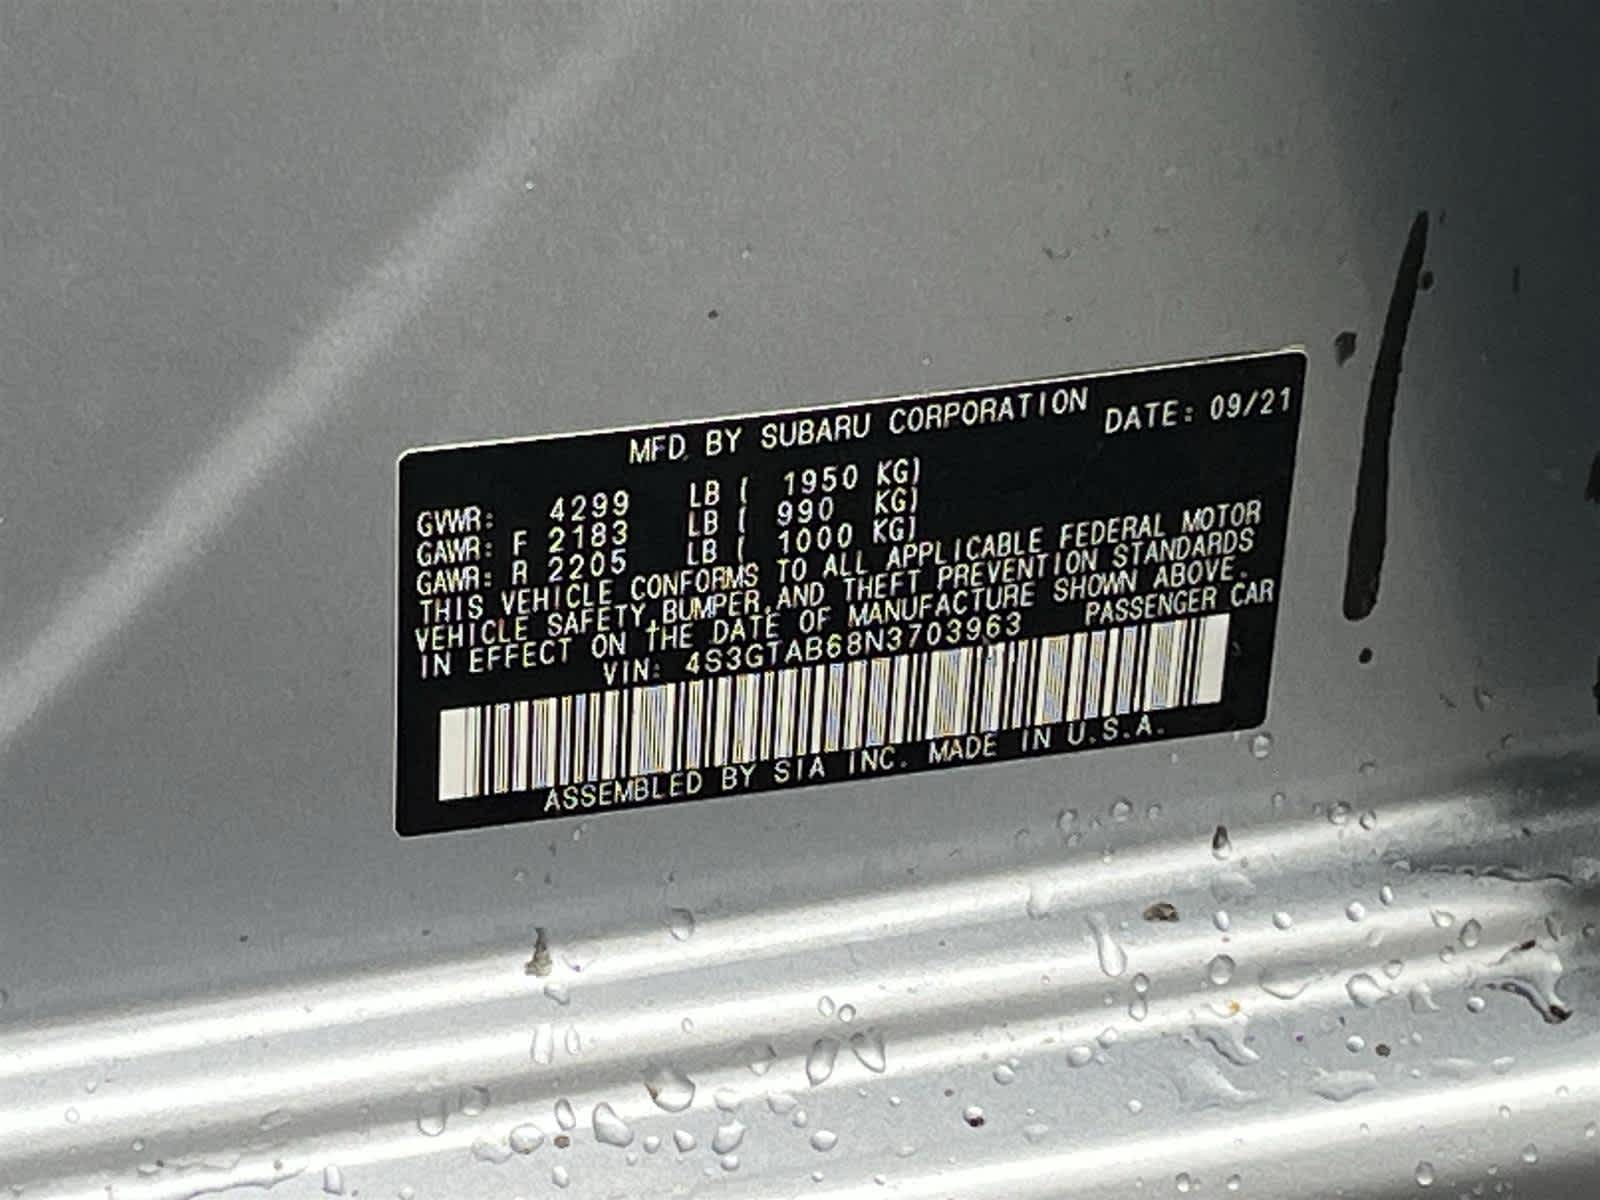 MFD. BY SUBARU CORPORATION DATE: 09/21
GVWR: 4299 LB ( 1950 KG)
GAWR: F 2183 LB ( 990 KG)
GAWR: R 2205 LB ( 1000 KG)
THIS VEHICLE CONFORMS TO ALL APPLICABLE FEDERAL MOTOR
VEHICLE SAFETY,BUMPER,AND THEFT PREVENTION STANDARDS
IN EFFECT ON THE DATE OF MANUFACTURE SHOWN ABOVE.
VIN: 4S3GTAB68N3703963 PASSENGER CAR
ASSEMBLED BY SIA INC. MADE IN U.S.A.